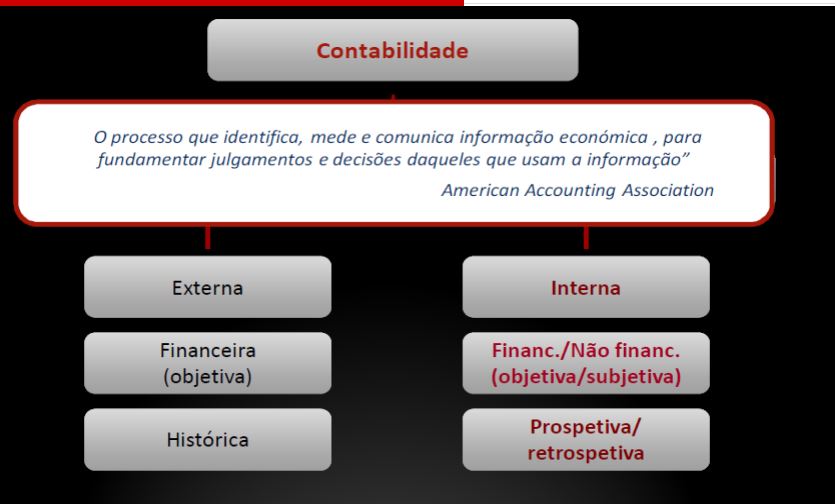 Contabilidade
O processo que identifica, mede e comunica informação económica , para
fundamentar julgamentos e decisões daqueles que usam a informação”
American Accounting Association
Externa
Financeira
(objetiva)
Histórica
Interna
Financ./Não financ.
(objetiva/subjetiva)
Prospetiva/
retrospetiva